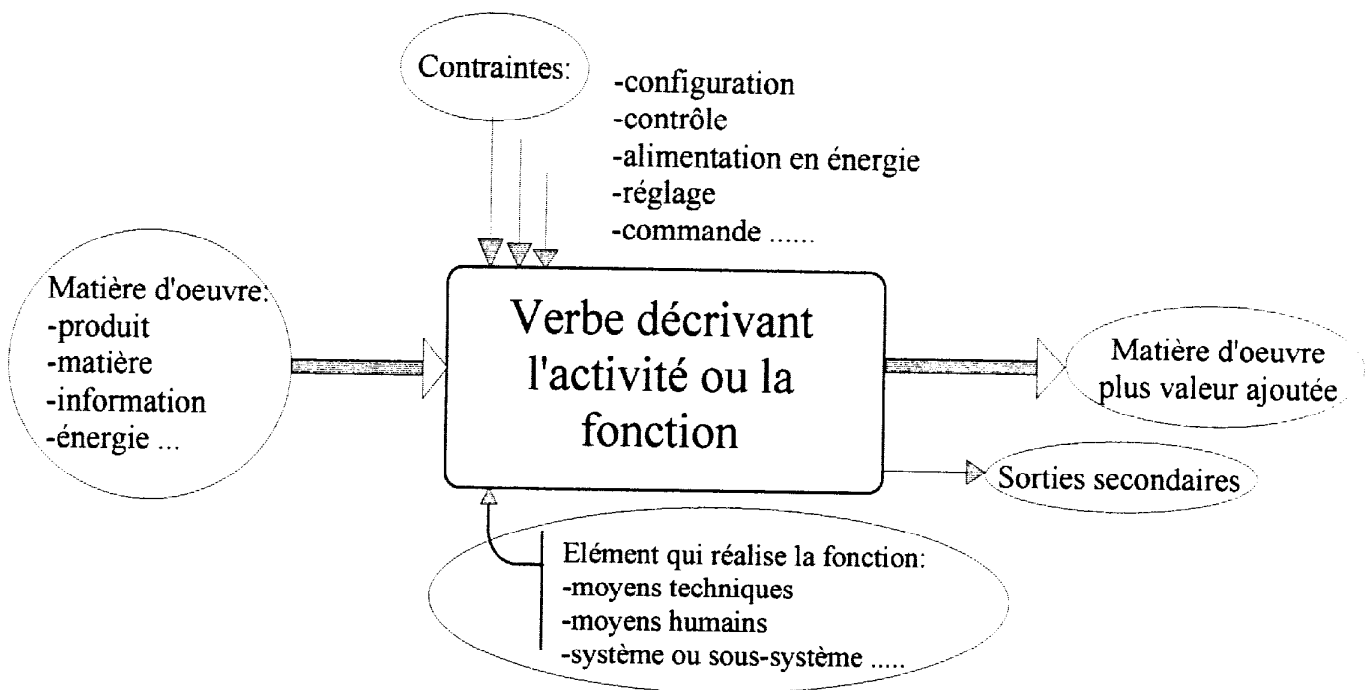 Contraintes:
-configuration
-contrôle
-alimentation en énergie
-réglage
-commande ......
Matière d'oeuvre:
-produit
-matière
-information
-énergie ...
Verbe décrivant
l'activité ou la
fonction
Matière d'oeuvre
plus valeur ajoutée
Sorties secondaires
Elément qui réalise la fonction:
-moyens techniques
-moyens humains
-système ou sous-système .....